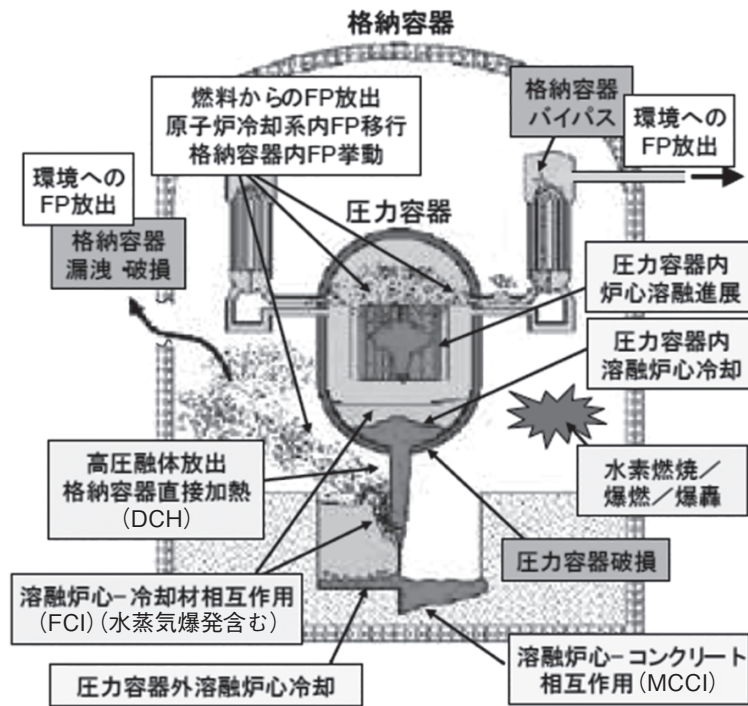 格納容器
燃料からのFP放出
原子炉冷却系内FP移行
格納容器内FP挙動
格納容器
バイパス
環境への
FP放出
環境への
FP放出
格納容器
漏洩・破損
圧力容器
圧力容器内
炉心溶融進展
圧力容器内
溶融炉心冷却
高圧融体放出
格納容器直接加熱
(DCH)
水素燃焼／
爆燃／爆轟
圧力容器破損
溶融炉心－冷却材相互作用
(FCI)(水蒸気爆発含む)
溶融炉心－コンクリート
相互作用(MCCI)
圧力容器外溶融炉心冷却